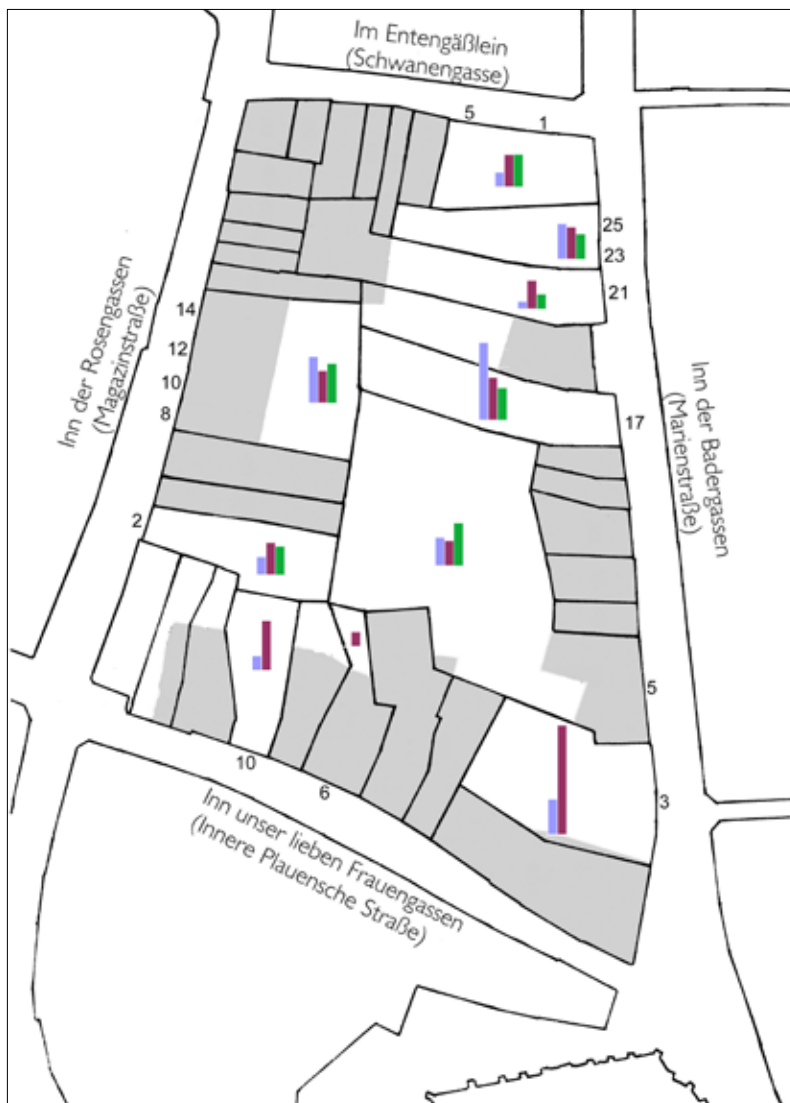 Im Entengäßlein
(Schwanengasse)
5
1
25
23
21
14
12
10
8
Inn der Rosengassen
(Magazinstraße)
Inn der Badergassen
(Marienstraße)
17
2
5
3
10
6
Inn unser lieben Frauengassen
(Innere Plauensche Straße)